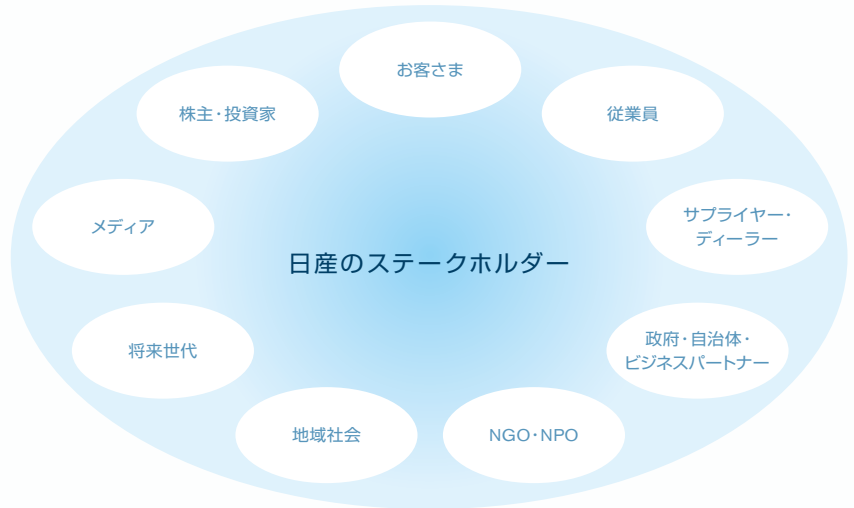 お客さま
株主・投資家
従業員
メディア
サプライヤー・
ディーラー
日産のステークホルダー
将来世代
政府・自治体・
ビジネスパートナー
地域社会
NGO・NPO